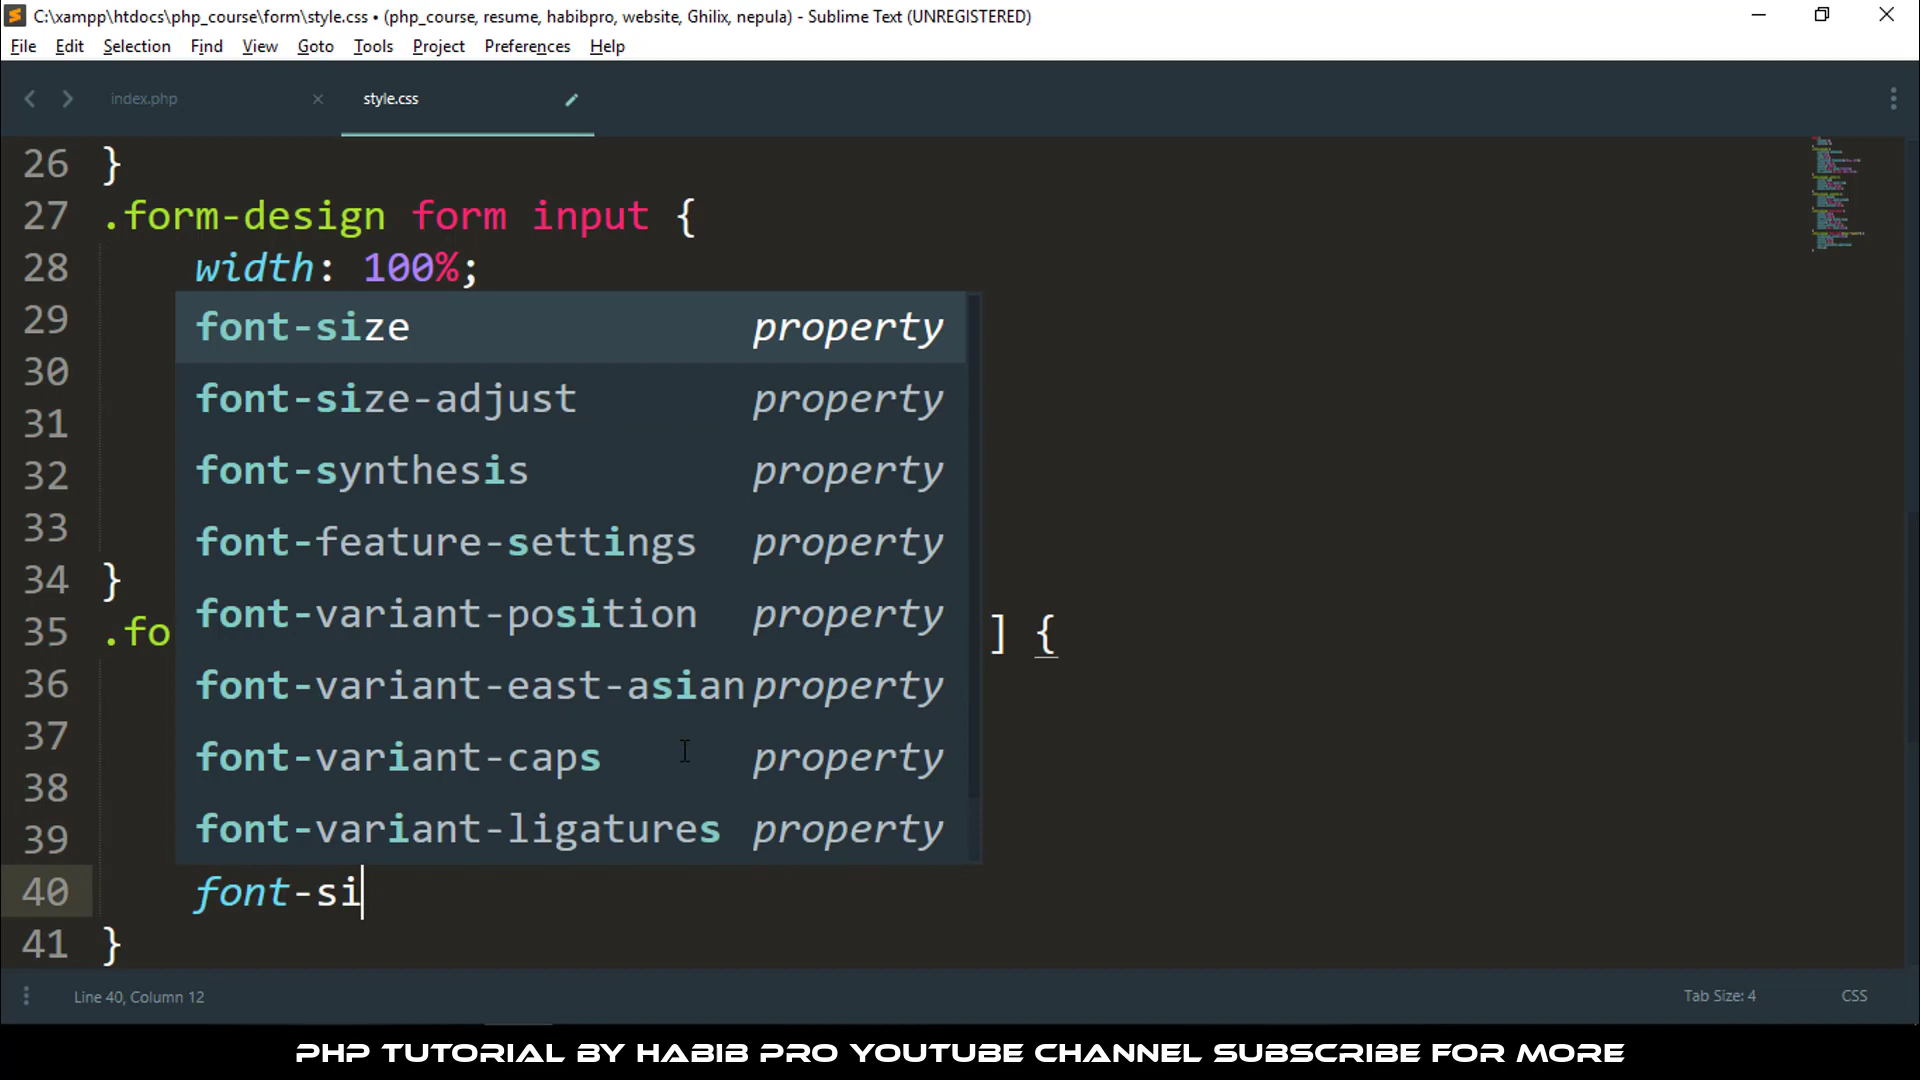 C:\xampp\htdocs\php_course\form\style.css • (php_course, resume, habibpro, website, Ghilix, nepula) - Sublime Text (UNREGISTERED)
File Edit Selection Find View Goto Tools Project Preferences Help
index.php style.css
26 }
27 .form-design form input {
28 width: 100%;
29 font-size property
30 font-size-adjust property
31
32 font-synthesis property
33 font-feature-settings property
34 }
font-variant-position property
35 .fo ] {
36 font-variant-east-asian property
37
38 font-variant-caps property
39 font-variant-ligatures property
40 font-si
41 }
Line 40, Column 12 Tab Size: 4 CSS
PHP TUTORIAL BY HABIB PRO YOUTUBE CHANNEL SUBSCRIBE FOR MORE